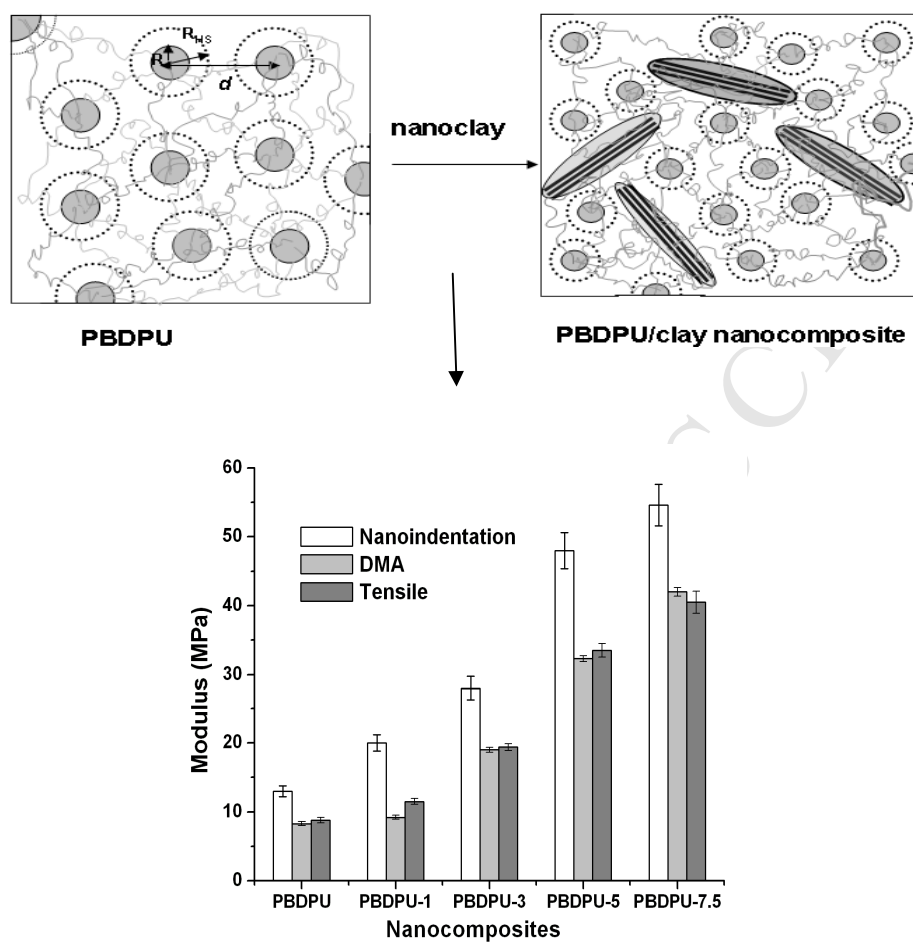 R
R_HS
d
nanoclay
PBDPU
PBDPU/clay nanocomposite
60
50
40
30
20
10
0
Modulus (MPa)
Nanoindentation
DMA
Tensile
PBDPU PBDPU-1 PBDPU-3 PBDPU-5 PBDPU-7.5
Nanocomposites